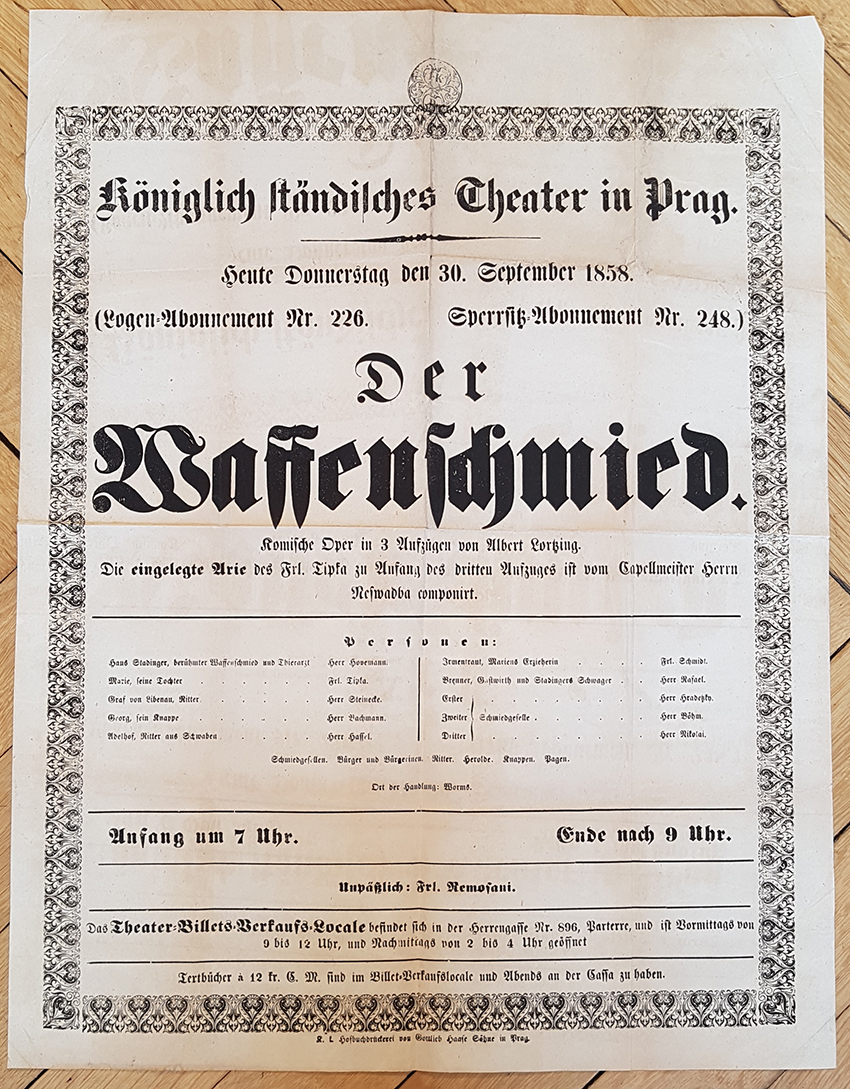 Königlich ständisches Theater in Prag.
Heute Donnerstag den 30. September 1858.
(Logen-Abonnement Nr. 226. Sperrsitz-Abonnement Nr. 248.)
Der
Waffenschmied.
Komische Oper in 3 Aufzügen von Albert Lortzing.
Die eingelegte Arie des Frl. Tipka zu Anfang des dritten Aufzuges ist vom Capellmeister Herrn
Neswadba componirt.
Personen:
Hans Stadinger, berühmter Waffenschmied und Thierarzt Herr Hovemann.
Marie, seine Tochter . . . . . . Frl. Tipka.
Graf von Libenau, Ritter . . . . . Herr Steinecke.
Georg, sein Knappe . . . . . . Herr Bachmann.
Adelhof, Ritter aus Schwaben . . . . . Herr Hassel.
Irmentraut, Mariens Erzieherin . . . . Frl. Schmidt.
Brenner, Gastwirth und Stadingers Schwager . . Herr Rafael.
Erster . . . . . . Herr Hradetzky.
Zweiter Schmiedgeselle . . . . . Herr Böhm.
Dritter . . . . . . Herr Nikolai.
Schmiedgesellen. Bürger und Bürgerinen. Ritter. Herolde. Knappen. Pagen.
Ort der Handlung: Worms.
Anfang um 7 Uhr. Ende nach 9 Uhr.
Unpäßlich: Frl. Remosani.
Das Theater-Billets-Verkaufs-Locale befindet sich in der Herrengasse Nr. 896, Parterre, und ist Vormittags von
9 bis 12 Uhr, und Nachmittags von 2 bis 4 Uhr geöffnet
Textbücher à 12 kr. C. M. sind im Billet-Verkaufslocale und Abends an der Cassa zu haben.
K. k. Hofbuchdruckerei von Gottlieb Haase Söhne in Prag.